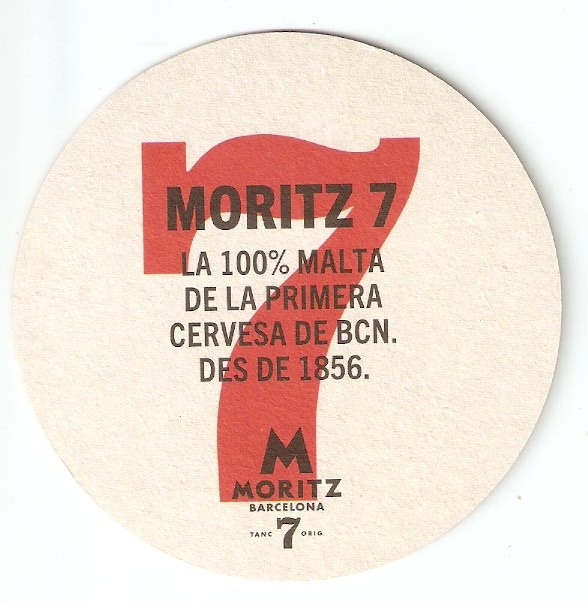 MORITZ 7
LA 100% MALTA
DE LA PRIMERA
CERVESA DE BCN.
DES DE 1856.
M
MORITZ
BARCELONA
TANC 7 ORIG.